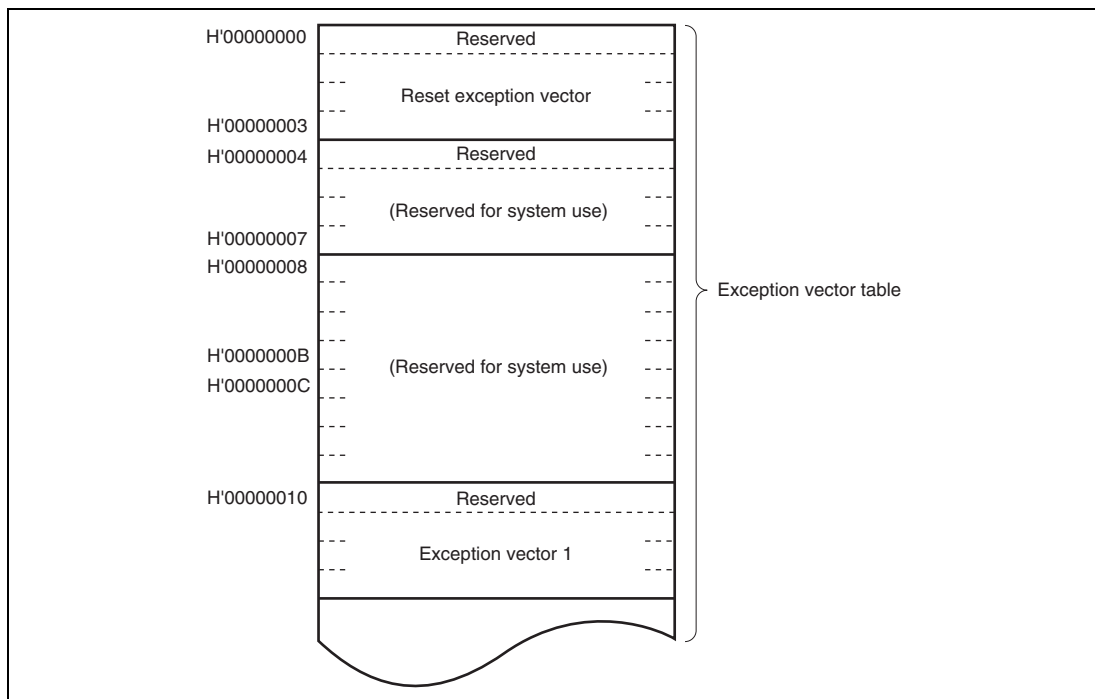 H'00000000
Reserved
Reset exception vector
H'00000003
H'00000004
Reserved
(Reserved for system use)
H'00000007
H'00000008
Exception vector table
H'0000000B
(Reserved for system use)
H'0000000C
H'00000010
Reserved
Exception vector 1